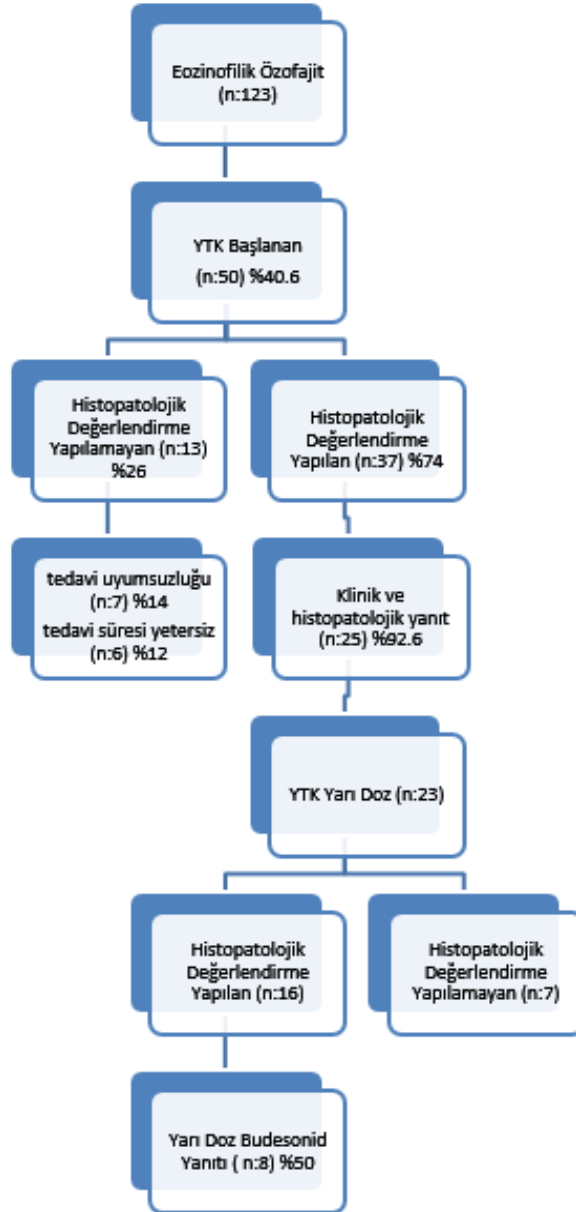 Eozinofilik Özofajit
(n:123)
YTK Başlanan
(n:50) %40.6
Histopatolojik
Değerlendirme
Yapılamayan (n:13)
%26
Histopatolojik
Değerlendirme
Yapılan (n:37) %74
tedavi uyumsuzluğu
(n:7) %14
tedavi süresi yetersiz
(n:6) %12
Klinik ve
histopatolojik yanıt
(n:25) %92.6
YTK Yarı Doz (n:23)
Histopatolojik
Değerlendirme
Yapılan (n:16)
Histopatolojik
Değerlendirme
Yapılamayan (n:7)
Yarı Doz Budesonid
Yanıtı ( n:8) %50